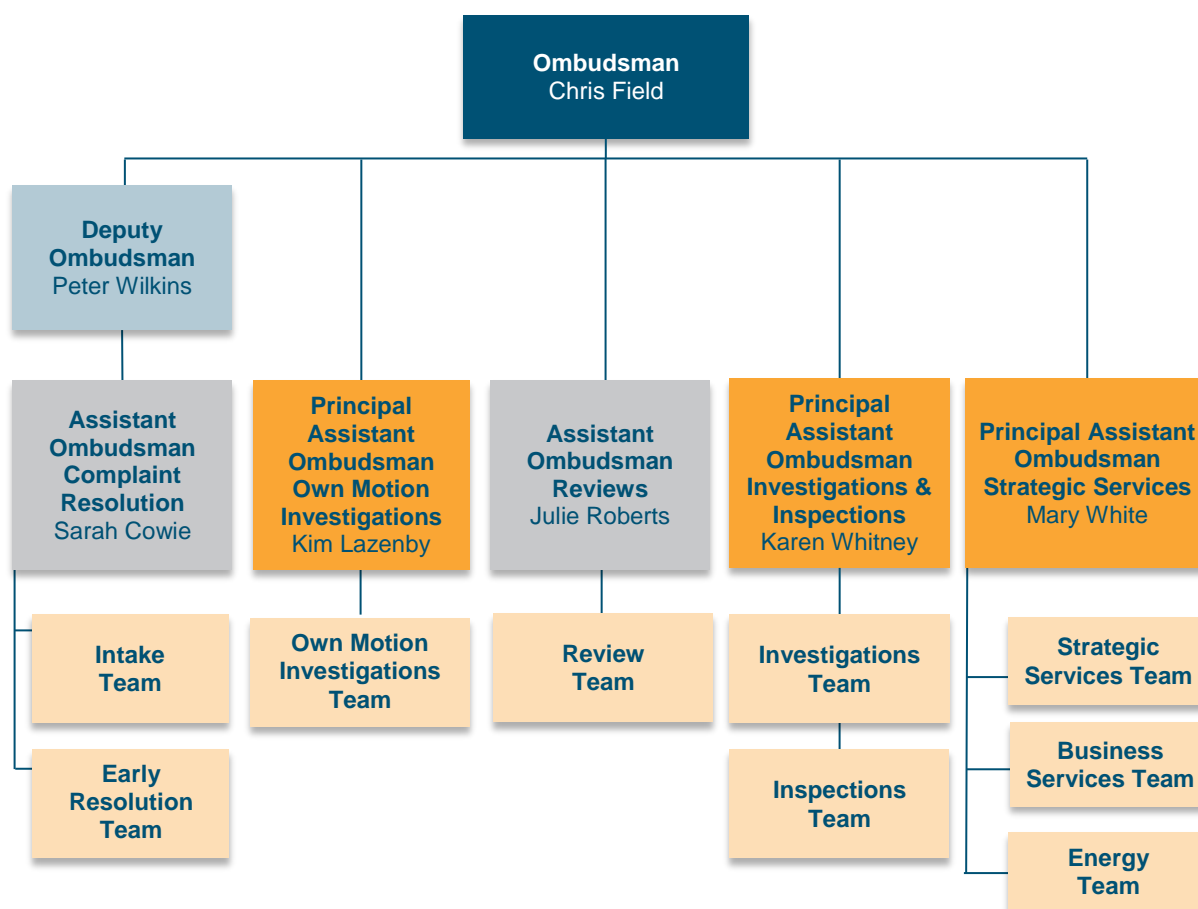 Ombudsman
Chris Field
Deputy
Ombudsman
Peter Wilkins
Assistant
Ombudsman
Complaint
Resolution
Sarah Cowie
Principal
Assistant
Ombudsman
Own Motion
Investigations
Kim Lazenby
Assistant
Ombudsman
Reviews
Julie Roberts
Principal
Assistant
Ombudsman
Investigations &
Inspections
Karen Whitney
Principal Assistant
Ombudsman
Strategic Services
Mary White
Intake
Team
Early
Resolution
Team
Own Motion
Investigations
Team
Review
Team
Investigations
Team
Inspections
Team
Strategic
Services Team
Business
Services Team
Energy
Team